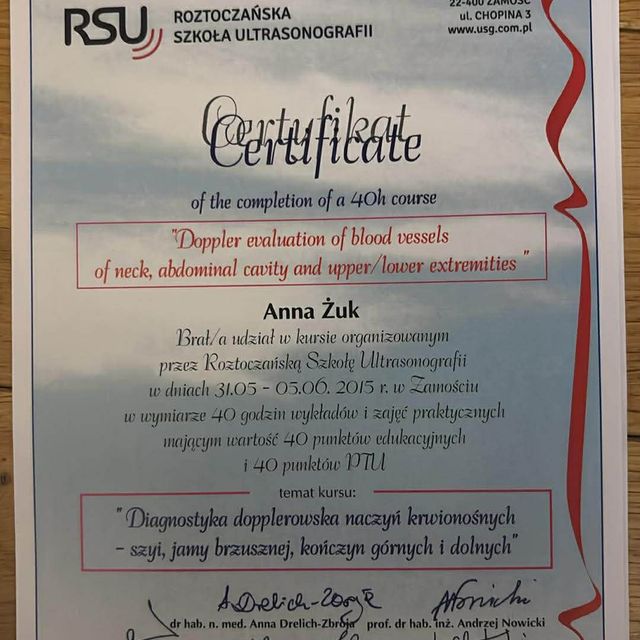 RSU ROZTOCZAŃSKA
SZKOŁA ULTRASONOGRAFII
22-400 ZAMOŚĆ
ul. CHOPINA 3
www.usg.com.pl
Certyfikat
Certificate
of the completion of a 40h course
"Doppler evaluation of blood vessels
of neck, abdominal cavity and upper/lower extremities"
Anna Żuk
Brał/a udział w kursie organizowanym
przez Roztoczańską Szkołę Ultrasonografii
w dniach 31.05 - 05.06. 2015 r. w Zamościu
w wymiarze 40 godzin wykładów i zajęć praktycznych
mającym wartość 40 punktów edukacyjnych
i 40 punktów PTU
temat kursu:
"Diagnostyka dopplerowska naczyń krwionośnych
- szyi, jamy brzusznej, kończyn górnych i dolnych"
A Drelich-Zbroja ANowicki
dr hab. n. med. Anna Drelich-Zbroja prof. dr hab. inż. Andrzej Nowicki